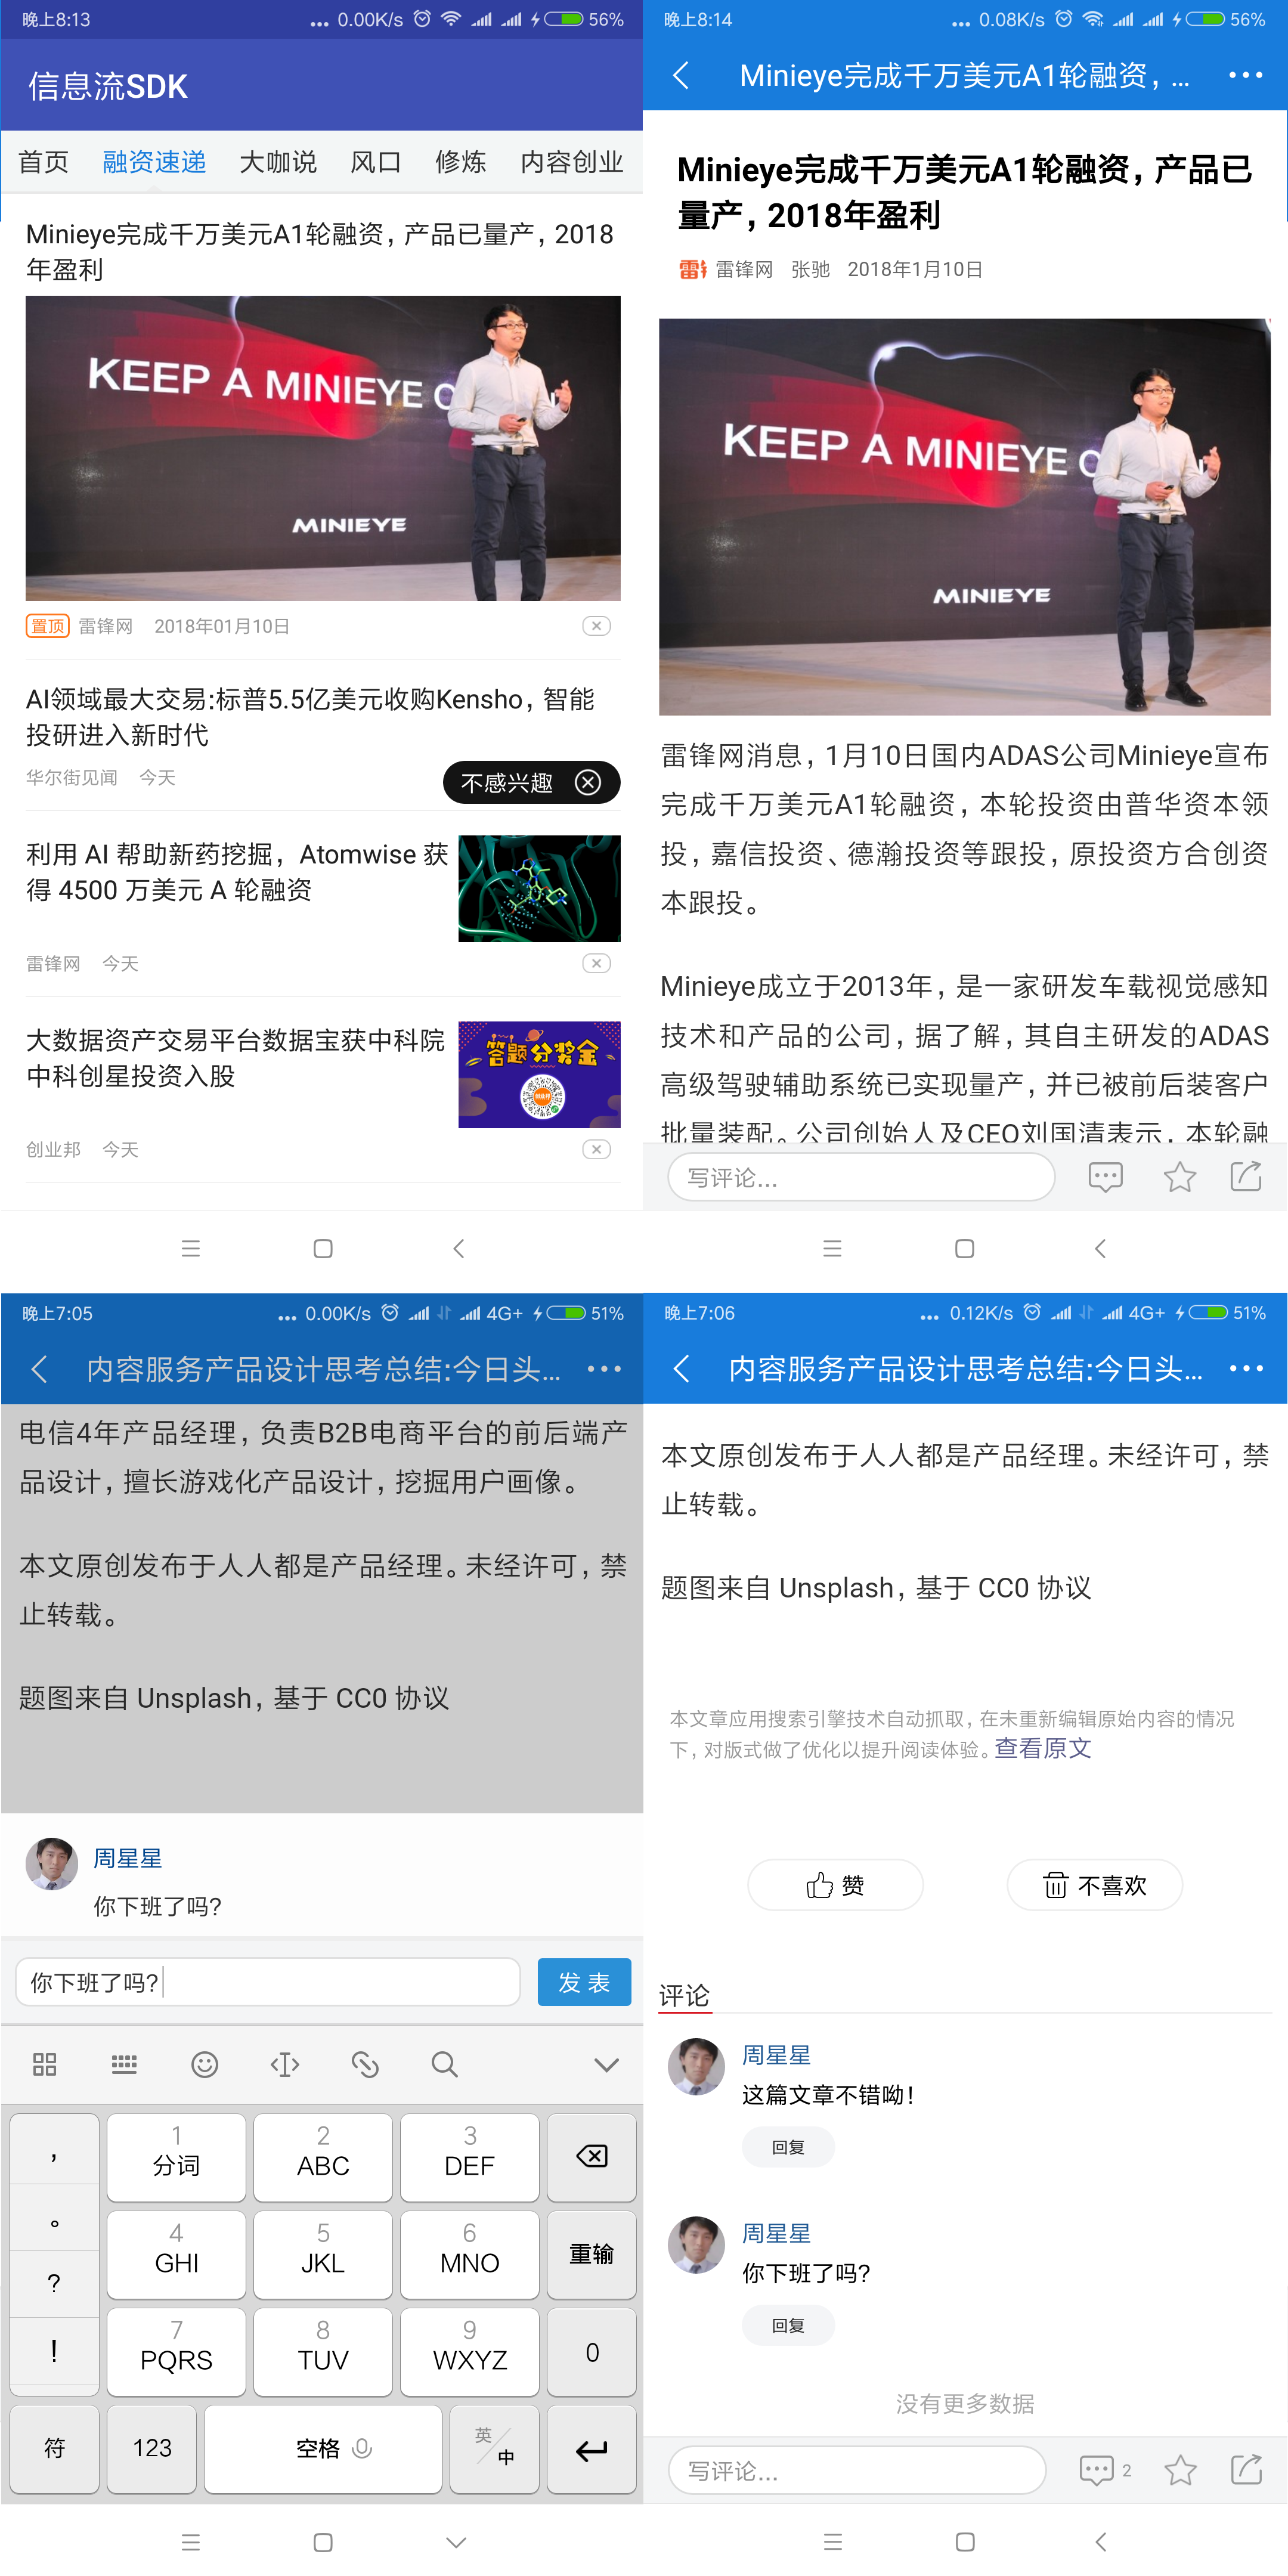 晚上8:13
... 0.00K/s 56%
信息流SDK
首页 融资速递 大咖说 风口 修炼 内容创业
Minieye完成千万美元A1轮融资，产品已量产，2018
年盈利
KEEP A MINIEYE O
MINIEYE
置顶 雷锋网 2018年01月10日
AI领域最大交易:标普5.5亿美元收购Kensho，智能
投研进入新时代
华尔街见闻 今天
不感兴趣
利用 AI 帮助新药挖掘，Atomwise 获
得 4500 万美元 A 轮融资
雷锋网 今天
大数据资产交易平台数据宝获中科院
中科创星投资入股
答题分奖金
创业邦 今天
晚上8:14
... 0.08K/s 56%
Minieye完成千万美元A1轮融资，...
Minieye完成千万美元A1轮融资，产品已
量产，2018年盈利
雷锋网 张驰 2018年1月10日
KEEP A MINIEYE O
MINIEYE
雷锋网消息，1月10日国内ADAS公司Minieye宣布
完成千万美元A1轮融资，本轮投资由普华资本领
投，嘉信投资、德瀚投资等跟投，原投资方合创资
本跟投。
Minieye成立于2013年，是一家研发车载视觉感知
技术和产品的公司，据了解，其自主研发的ADAS
高级驾驶辅助系统已实现量产，并已被前后装客户
批量装配。公司创始人及CEO刘国清表示，本轮融
写评论...
晚上7:05
... 0.00K/s 4G+ 51%
内容服务产品设计思考总结:今日头...
电信4年产品经理，负责B2B电商平台的前后端产
品设计，擅长游戏化产品设计，挖掘用户画像。
本文原创发布于人人都是产品经理。未经许可，禁
止转载。
题图来自 Unsplash，基于 CC0 协议
周星星
你下班了吗?
你下班了吗?
发 表
， 1 2 3
分词 ABC DEF
。 4 5 6
GHI JKL MNO 重输
?
! 7 8 9
PQRS TUV WXYZ 0
符 123 空格 英/中
晚上7:06
... 0.12K/s 4G+ 51%
内容服务产品设计思考总结:今日头...
本文原创发布于人人都是产品经理。未经许可，禁
止转载。
题图来自 Unsplash，基于 CC0 协议
本文章应用搜索引擎技术自动抓取，在未重新编辑原始内容的情况
下，对版式做了优化以提升阅读体验。查看原文
赞 不喜欢
评论
周星星
这篇文章不错呦！
回复
周星星
你下班了吗?
回复
没有更多数据
写评论... 2